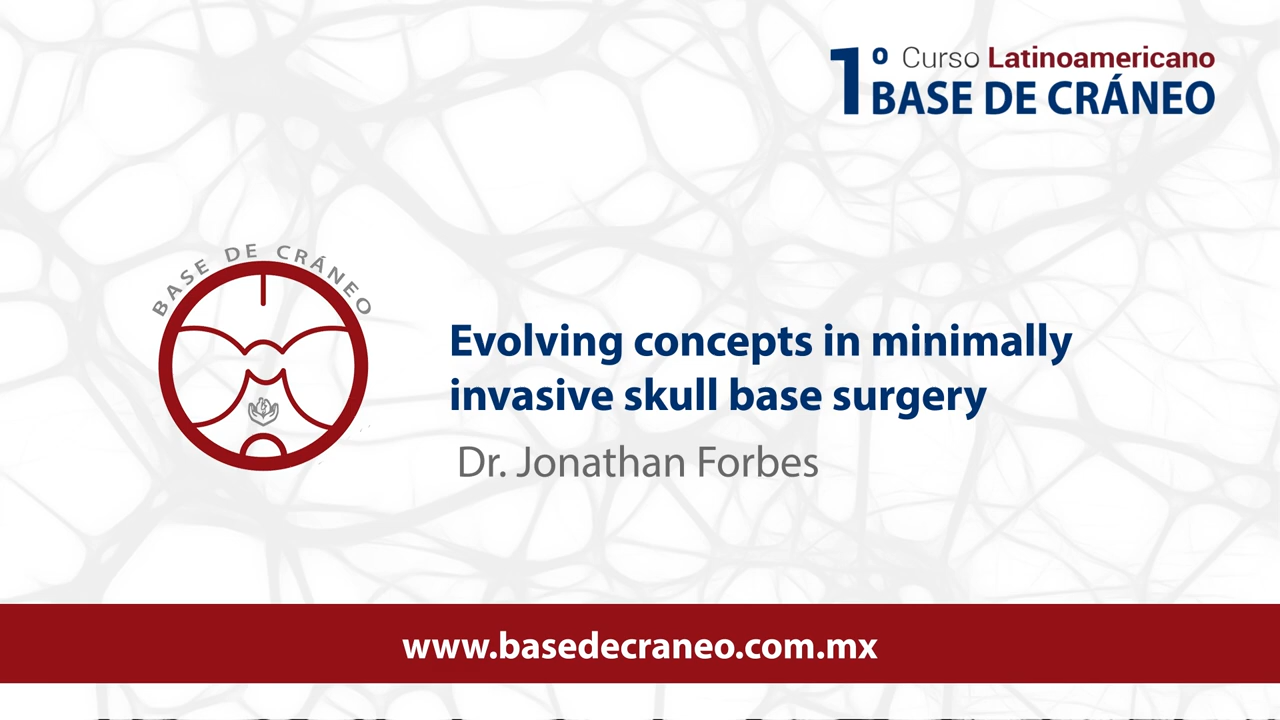 1º Curso Latinoamericano
BASE DE CRÁNEO
BASE DE CRÁNEO
Evolving concepts in minimally
invasive skull base surgery
Dr. Jonathan Forbes
www.basedecraneo.com.mx